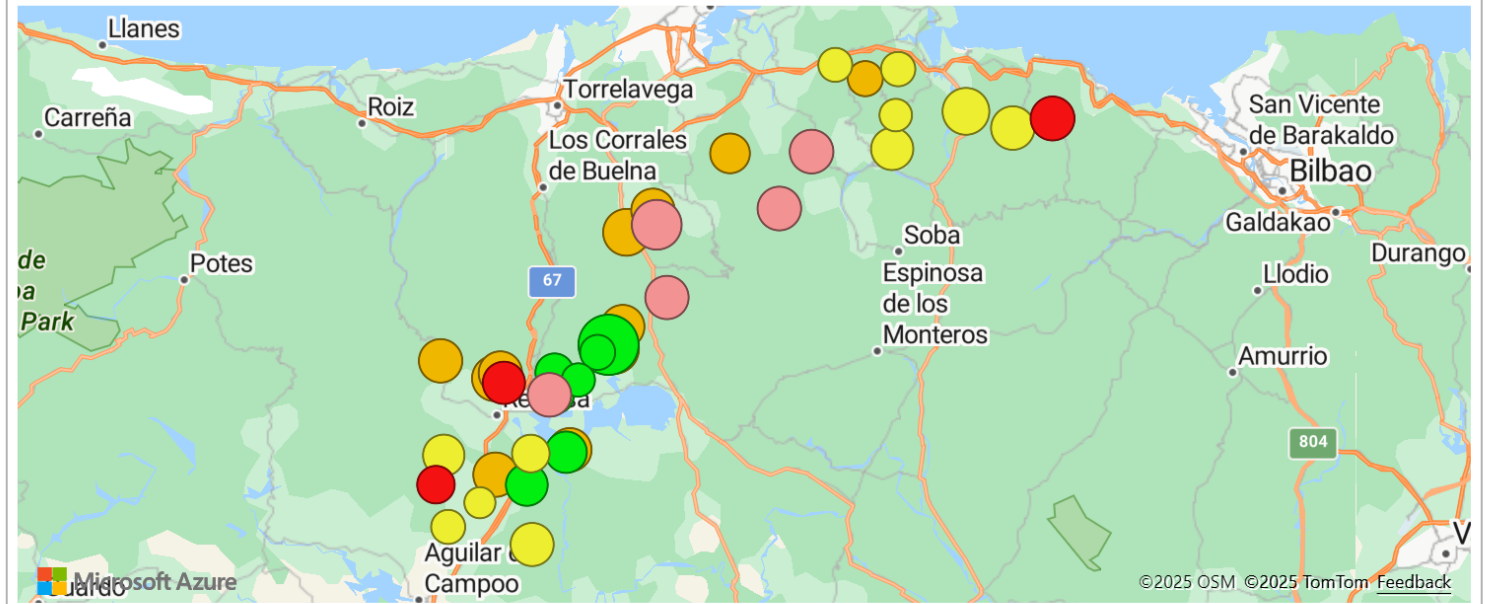 Llanes
Torrelavega
Roiz
San Vicente
de Barakaldo
Carreña
Los Corrales
de Buelna
Bilbao
Galdakao
Soba
Durango
de
Potes
Espinosa
de los
Monteros
Llodio
67
Park
Amurrio
804
Aguilar
Campoo
Microsoft Azure
©2025 OSM ©2025 TomTom Feedback